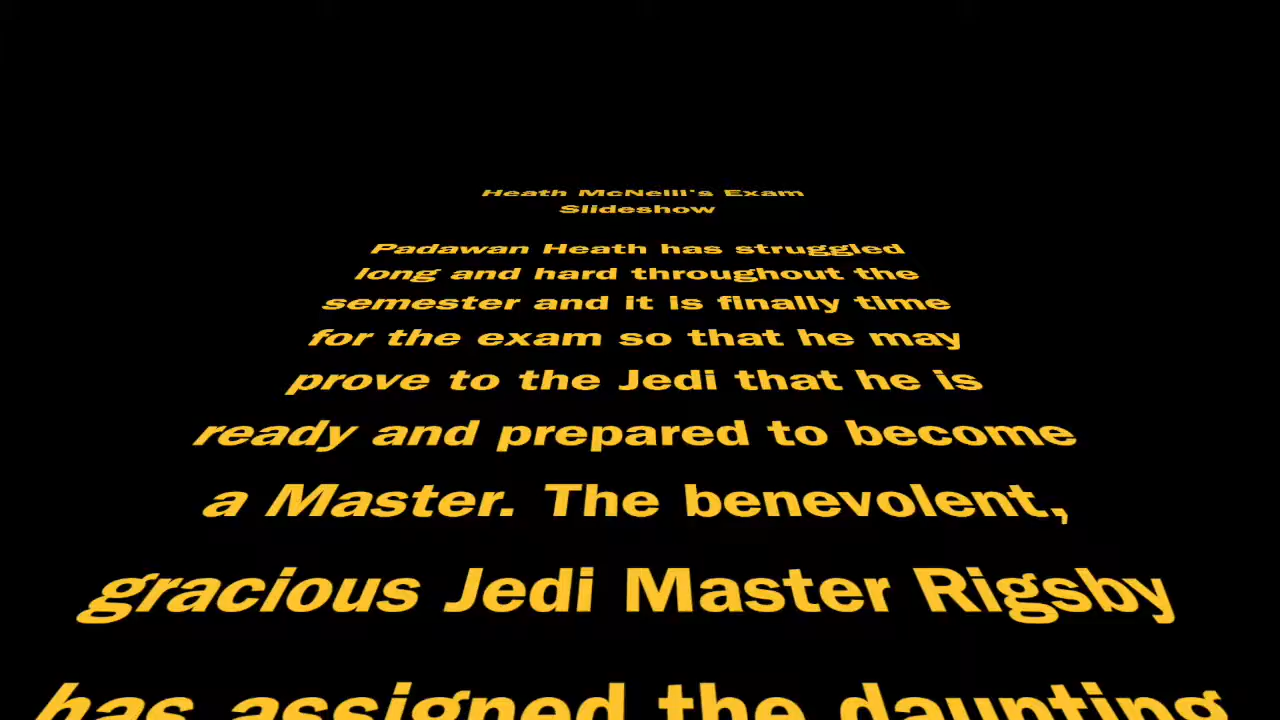 Heath McNeill's Exam
Slideshow
Padawan Heath has struggled
long and hard throughout the
semester and it is finally time
for the exam so that he may
prove to the Jedi that he is
ready and prepared to become
a Master. The benevolent,
gracious Jedi Master Rigsby
has assigned the daunting